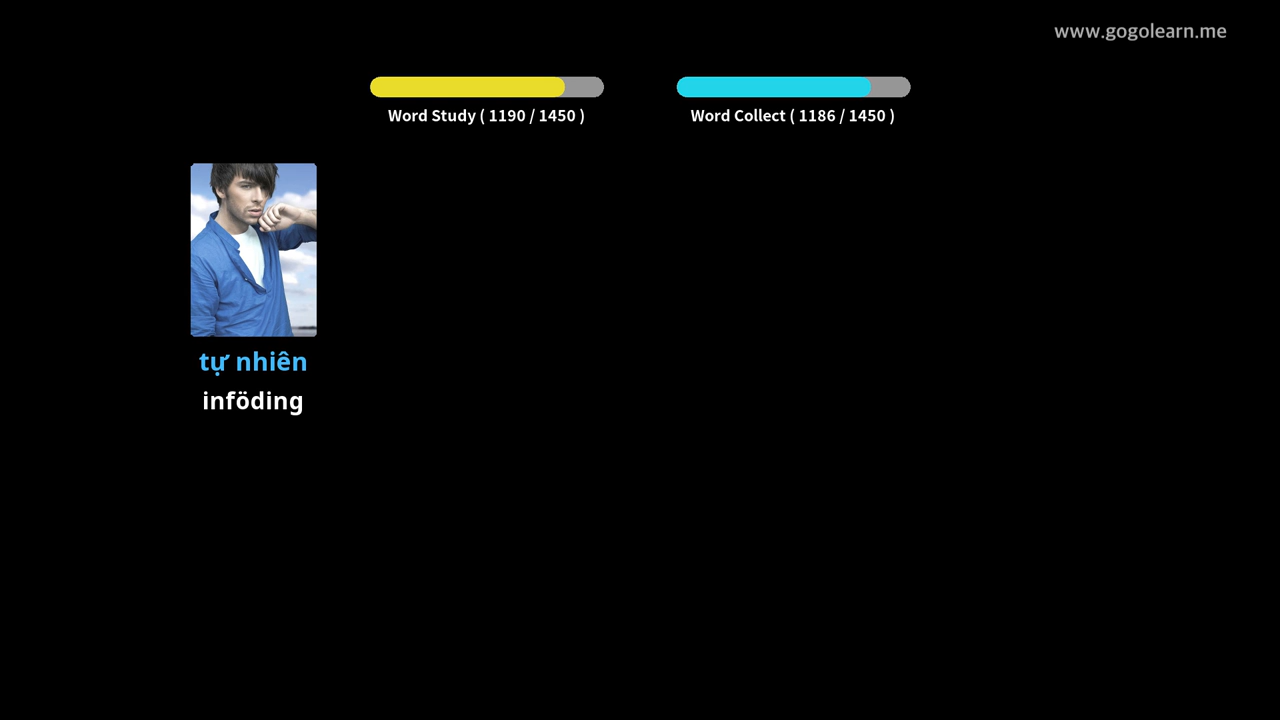 www.gogolearn.me
Word Study ( 1190 / 1450 )
Word Collect ( 1186 / 1450 )
tự nhiên
inföding